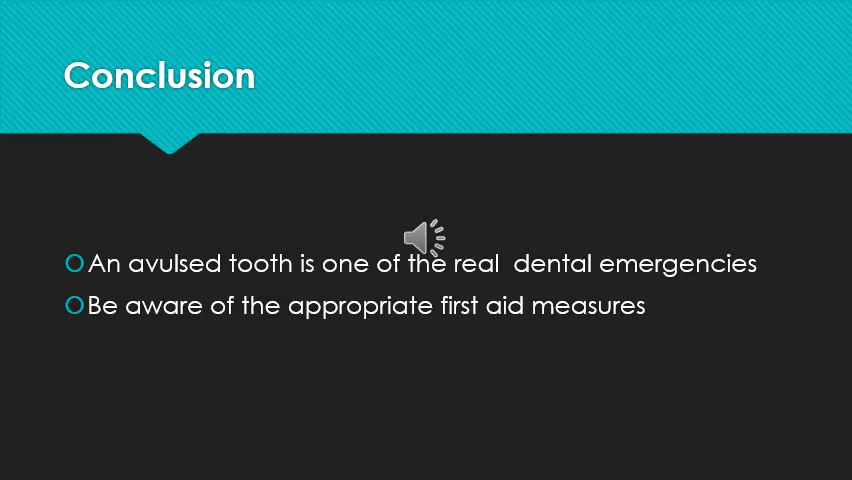 Conclusion
An avulsed tooth is one of the real  dental emergencies
Be aware of the appropriate first aid measures